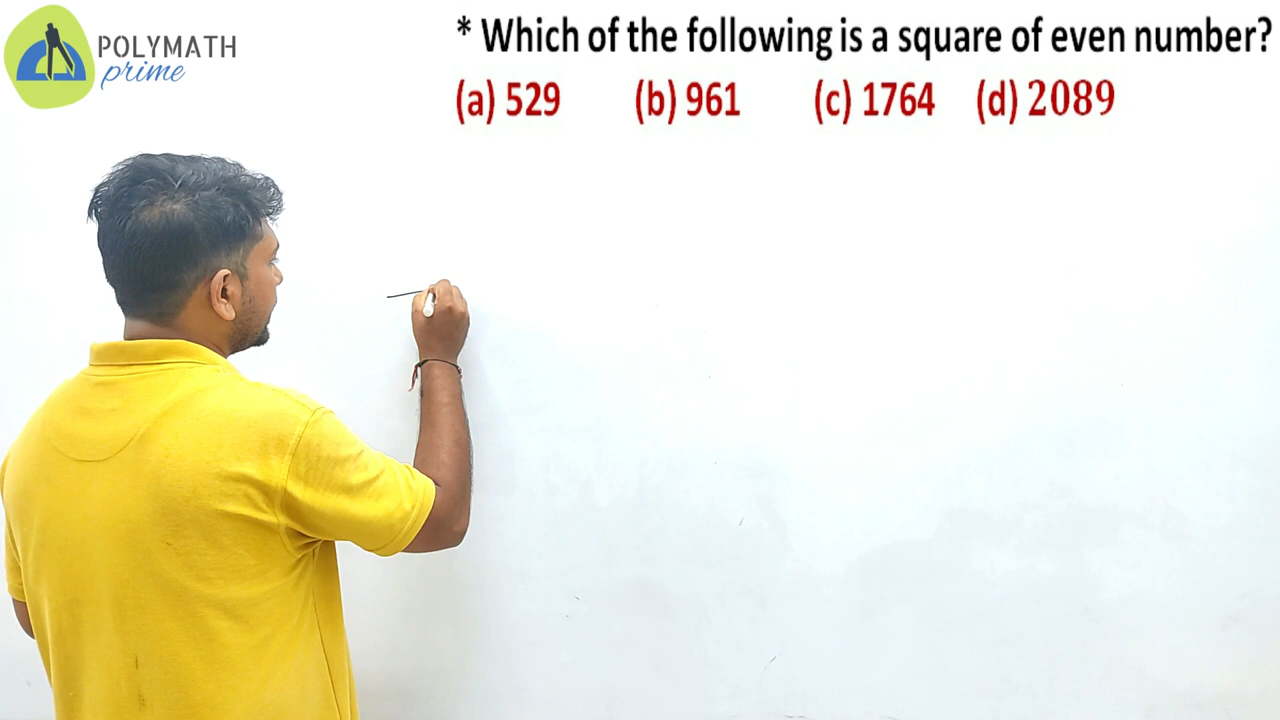 POLYMATH
prime
* Which of the following is a square of even number?
(a) 529 (b) 961 (c) 1764 (d) 2089